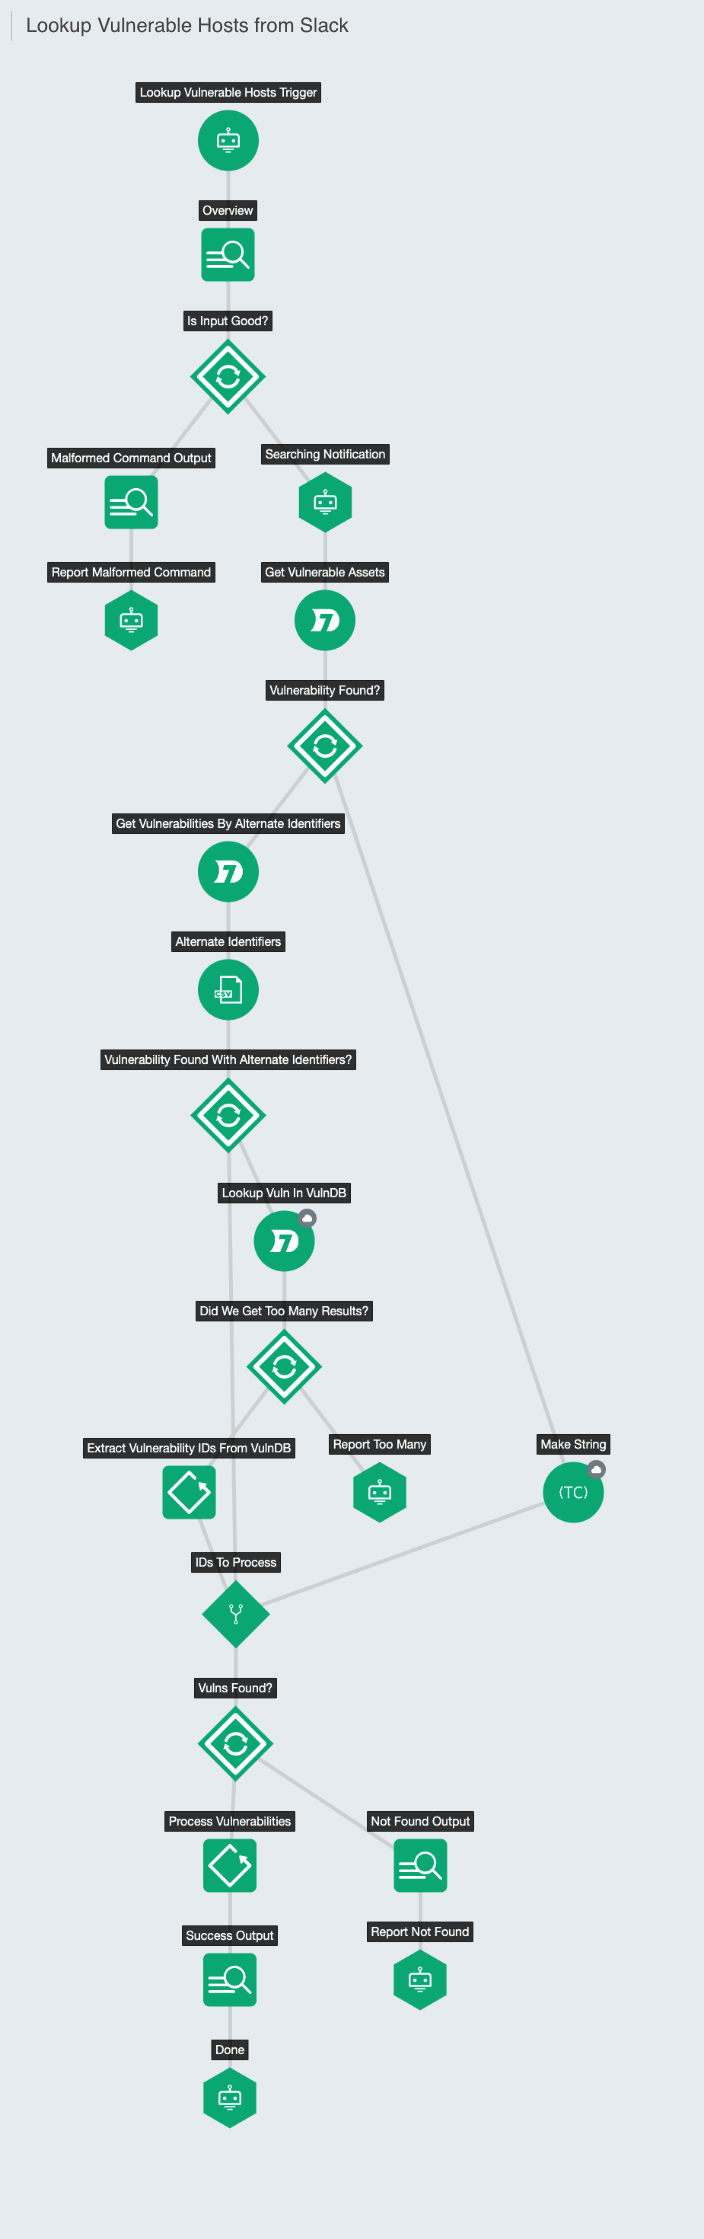 Lookup Vulnerable Hosts from Slack
Lookup Vulnerable Hosts Trigger
Overview
Is Input Good?
Malformed Command Output
Searching Notification
Report Malformed Command
Get Vulnerable Assets
Vulnerability Found?
Get Vulnerabilities By Alternate Identifiers
Alternate Identifiers
CSV
Vulnerability Found With Alternate Identifiers?
Lookup Vuln In VulnDB
Did We Get Too Many Results?
Extract Vulnerability IDs From VulnDB
Report Too Many
Make String
(TC)
IDs To Process
Vulns Found?
Process Vulnerabilities
Not Found Output
Success Output
Report Not Found
Done